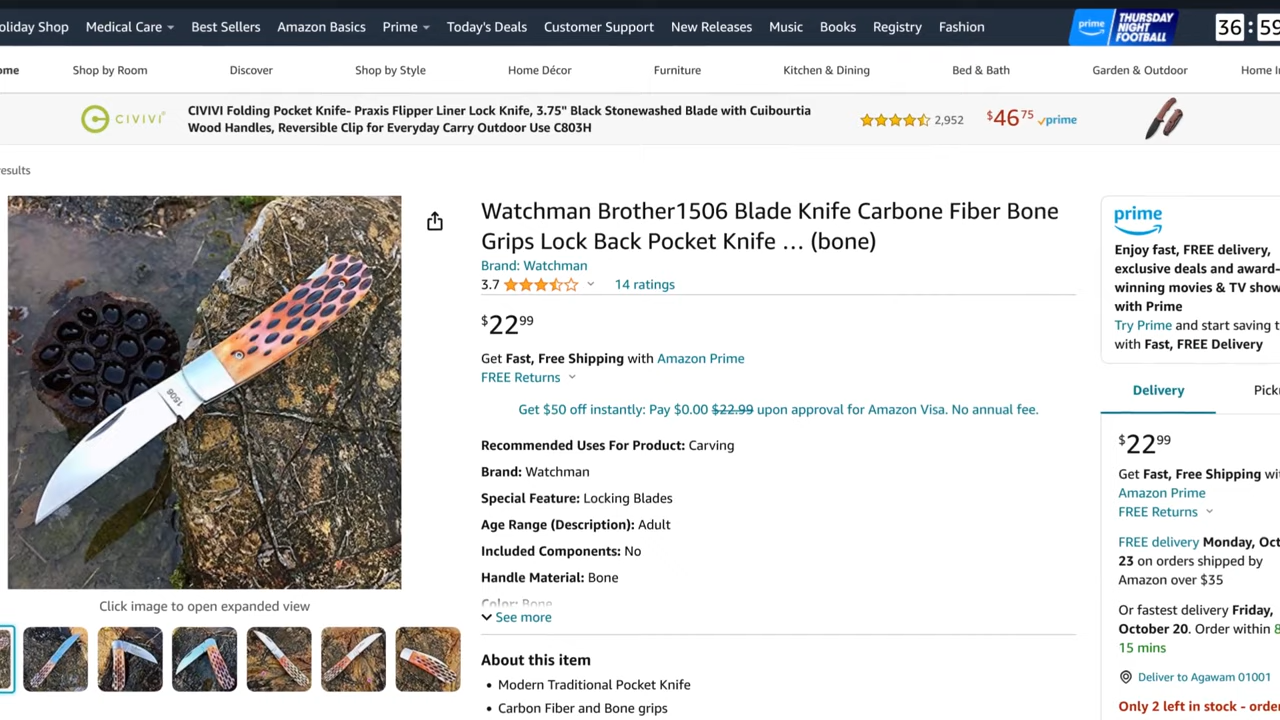 oliday Shop Medical Care Best Sellers Amazon Basics Prime Today's Deals Customer Support New Releases Music Books Registry Fashion
prime THURSDAY NIGHT FOOTBALL
36 : 59
ome Shop by Room Discover Shop by Style Home Décor Furniture Kitchen & Dining Bed & Bath Garden & Outdoor Home I
CIVIVI
CIVIVI Folding Pocket Knife- Praxis Flipper Liner Lock Knife, 3.75" Black Stonewashed Blade with Cuibourtia
Wood Handles, Reversible Clip for Everyday Carry Outdoor Use C803H
2,952
$46 75 prime
esults
1506
Watchman Brother1506 Blade Knife Carbone Fiber Bone
Grips Lock Back Pocket Knife … (bone)
Brand: Watchman
3.7 14 ratings
$22 99
Get Fast, Free Shipping with Amazon Prime
FREE Returns
Get $50 off instantly: Pay $0.00 $22.99 upon approval for Amazon Visa. No annual fee.
Recommended Uses For Product: Carving
Brand: Watchman
Special Feature: Locking Blades
Age Range (Description): Adult
Included Components: No
Handle Material: Bone
Color: Bone
See more
About this item
• Modern Traditional Pocket Knife
• Carbon Fiber and Bone grips
Click image to open expanded view
prime
Enjoy fast, FREE delivery,
exclusive deals and award-
winning movies & TV show
with Prime
Try Prime and start saving t
with Fast, FREE Delivery
Delivery Pick
$22 99
Get Fast, Free Shipping wi
Amazon Prime
FREE Returns
FREE delivery Monday, Oct
23 on orders shipped by
Amazon over $35
Or fastest delivery Friday,
October 20. Order within 8
15 mins
Deliver to Agawam 01001
Only 2 left in stock - orde